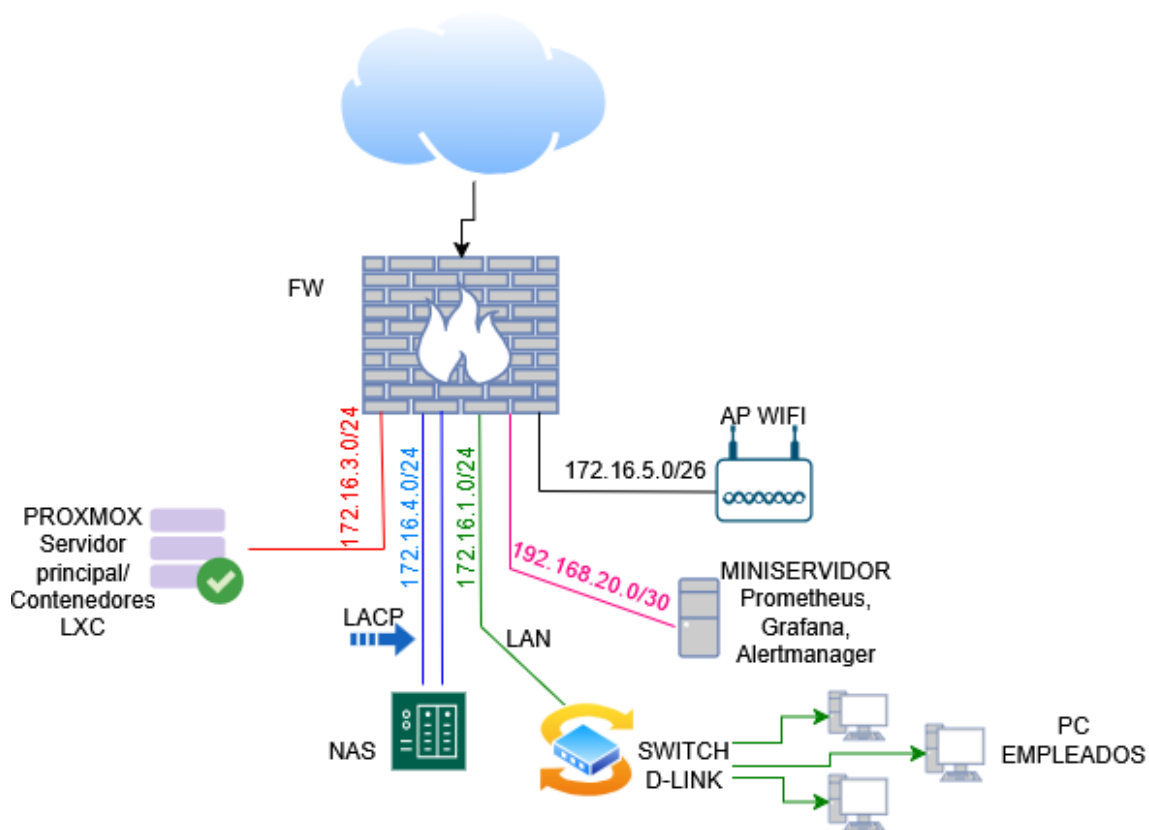 FW
172.16.3.0/24
172.16.4.0/24
172.16.1.0/24
192.168.20.0/30
172.16.5.0/26
AP WIFI
PROXMOX
Servidor
principal/
Contenedores
LXC
LACP
LAN
MINISERVIDOR
Prometheus,
Grafana,
Alertmanager
NAS
SWITCH
D-LINK
PC
EMPLEADOS